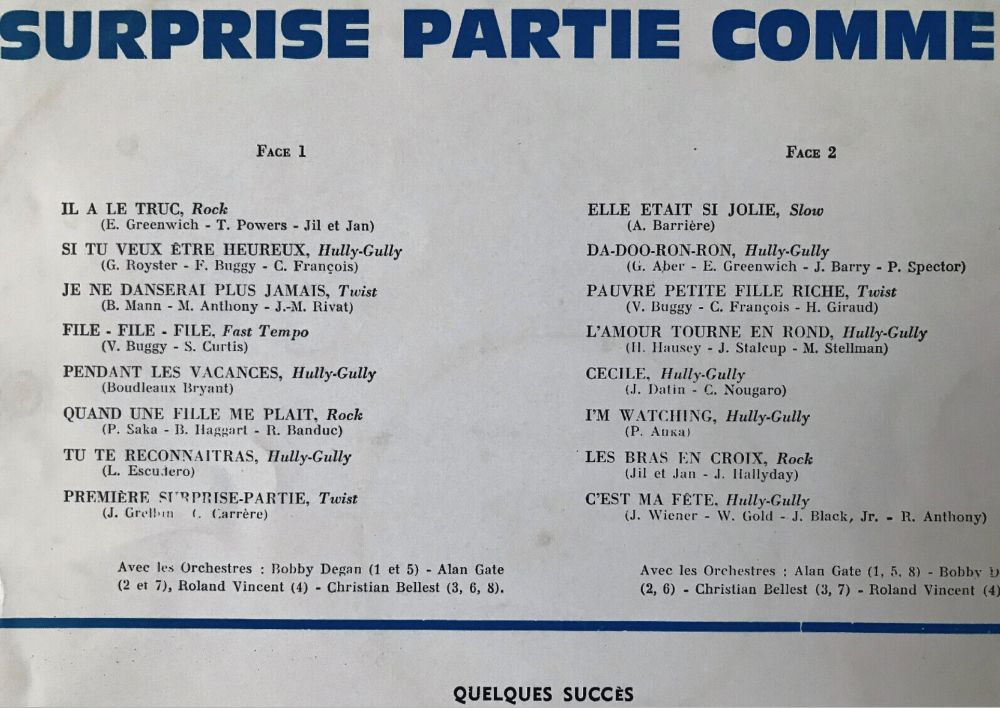 SURPRISE PARTIE COMME
FACE 1
IL A LE TRUC, Rock
(E. Greenwich - T. Powers - Jil et Jan)
SI TU VEUX ÊTRE HEUREUX, Hully-Gully
(G. Royster - F. Buggy - C. François)
JE NE DANSERAI PLUS JAMAIS, Twist
(B. Mann - M. Anthony - J.-M. Rivat)
FILE - FILE - FILE, Fast Tempo
(V. Buggy - S. Curtis)
PENDANT LES VACANCES, Hully-Gully
(Boudleaux Bryant)
QUAND UNE FILLE ME PLAIT, Rock
(P. Saka - B. Haggart - R. Banduc)
TU TE RECONNAITRAS, Hully-Gully
(L. Escudero)
PREMIÈRE SURPRISE-PARTIE, Twist
(J. C. Carrère)
Avec les Orchestres : Bobby Degan (1 et 5) - Alan Gate
(2 et 7), Roland Vincent (4) - Christian Bellest (3, 6, 8).
FACE 2
ELLE ETAIT SI JOLIE, Slow
(A. Barrière)
DA-DOO-RON-RON, Hully-Gully
(G. Aber - E. Greenwich - J. Barry - P. Spector)
PAUVRE PETITE FILLE RICHE, Twist
(V. Buggy - C. François - H. Giraud)
L'AMOUR TOURNE EN ROND, Hully-Gully
(H. Hausey - J. Stalcup - M. Stellman)
CECILE, Hully-Gully
(J. Datin - C. Nougaro)
I'M WATCHING, Hully-Gully
(P. Anka)
LES BRAS EN CROIX, Rock
(Jil et Jan - J. Hallyday)
C'EST MA FÊTE, Hully-Gully
(J. Wiener - W. Gold - J. Black, Jr. - R. Anthony)
Avec les Orchestres : Alan Gate (1, 5, 8) - Bobby D
(2, 6) - Christian Bellest (3, 7) - Roland Vincent (4)
QUELQUES SUCCÈS